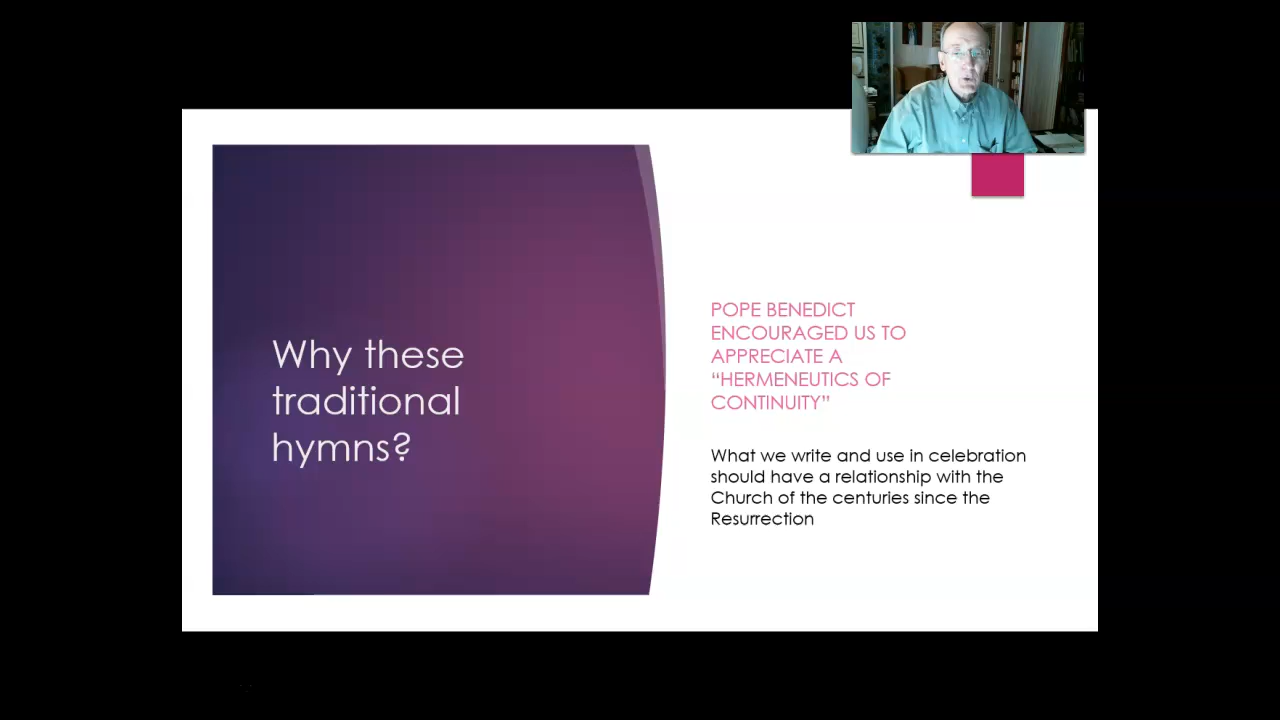 Why these
traditional
hymns?
POPE BENEDICT
ENCOURAGED US TO
APPRECIATE A
“HERMENEUTICS OF
CONTINUITY”
What we write and use in celebration
should have a relationship with the
Church of the centuries since the
Resurrection